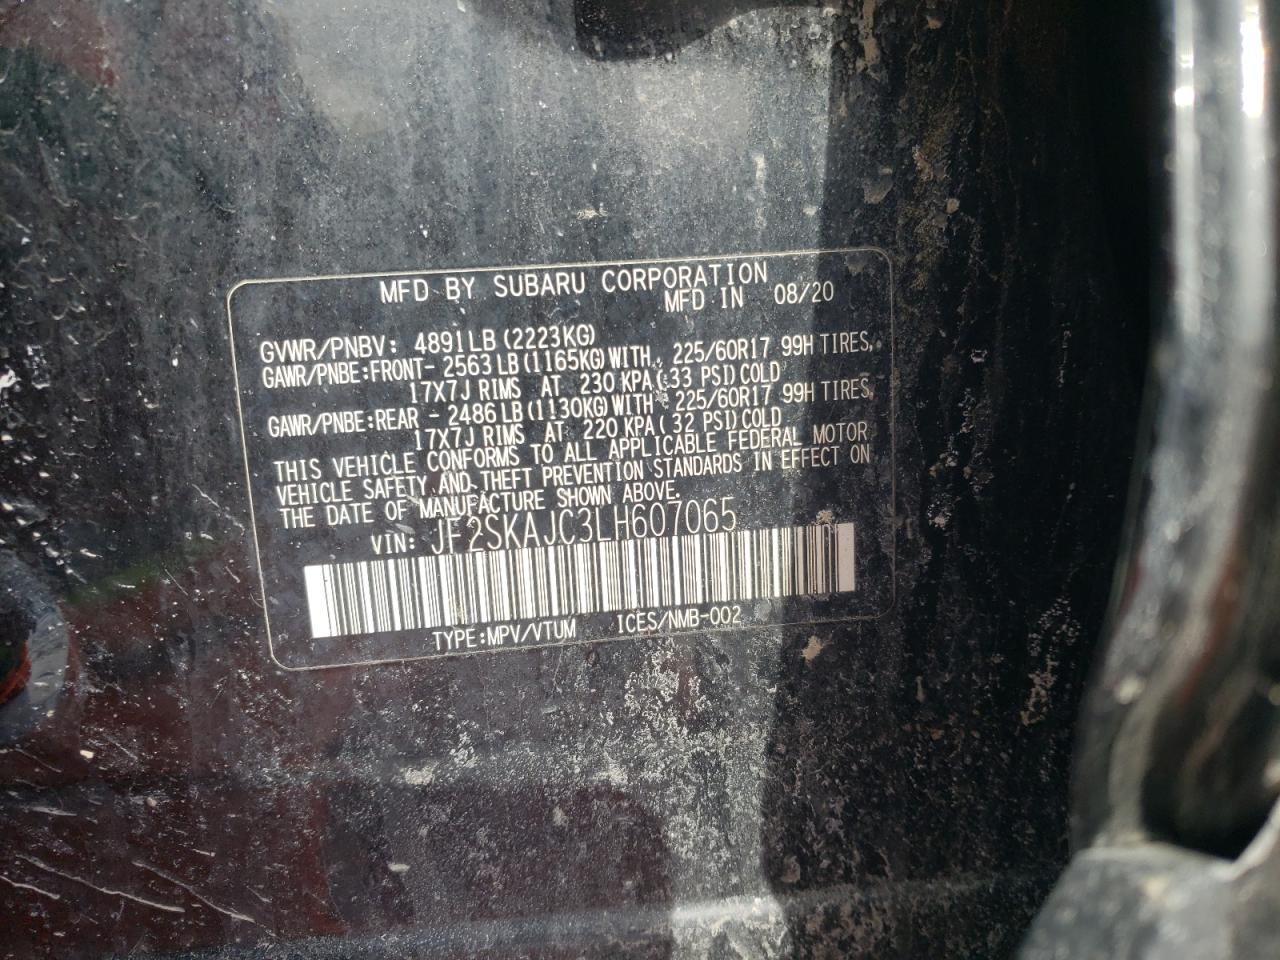 MFD BY SUBARU CORPORATION
MFD IN 08/20
GVWR/PNBV: 4891LB(2223KG)
GAWR/PNBE:FRONT- 2563LB(1165KG)WITH 225/60R17 99H TIRES,
17X7J RIMS AT 230 KPA(33 PSI)COLD
GAWR/PNBE:REAR - 2486LB(1130KG)WITH 225/60R17 99H TIRES,
17X7J RIMS AT 220 KPA(32 PSI)COLD
THIS VEHICLE CONFORMS TO ALL APPLICABLE FEDERAL MOTOR
VEHICLE SAFETY AND THEFT PREVENTION STANDARDS IN EFFECT ON
THE DATE OF MANUFACTURE SHOWN ABOVE.
VIN: JF2SKAJC3LH607065
TYPE:MPV/VTUM ICES/NMB-002